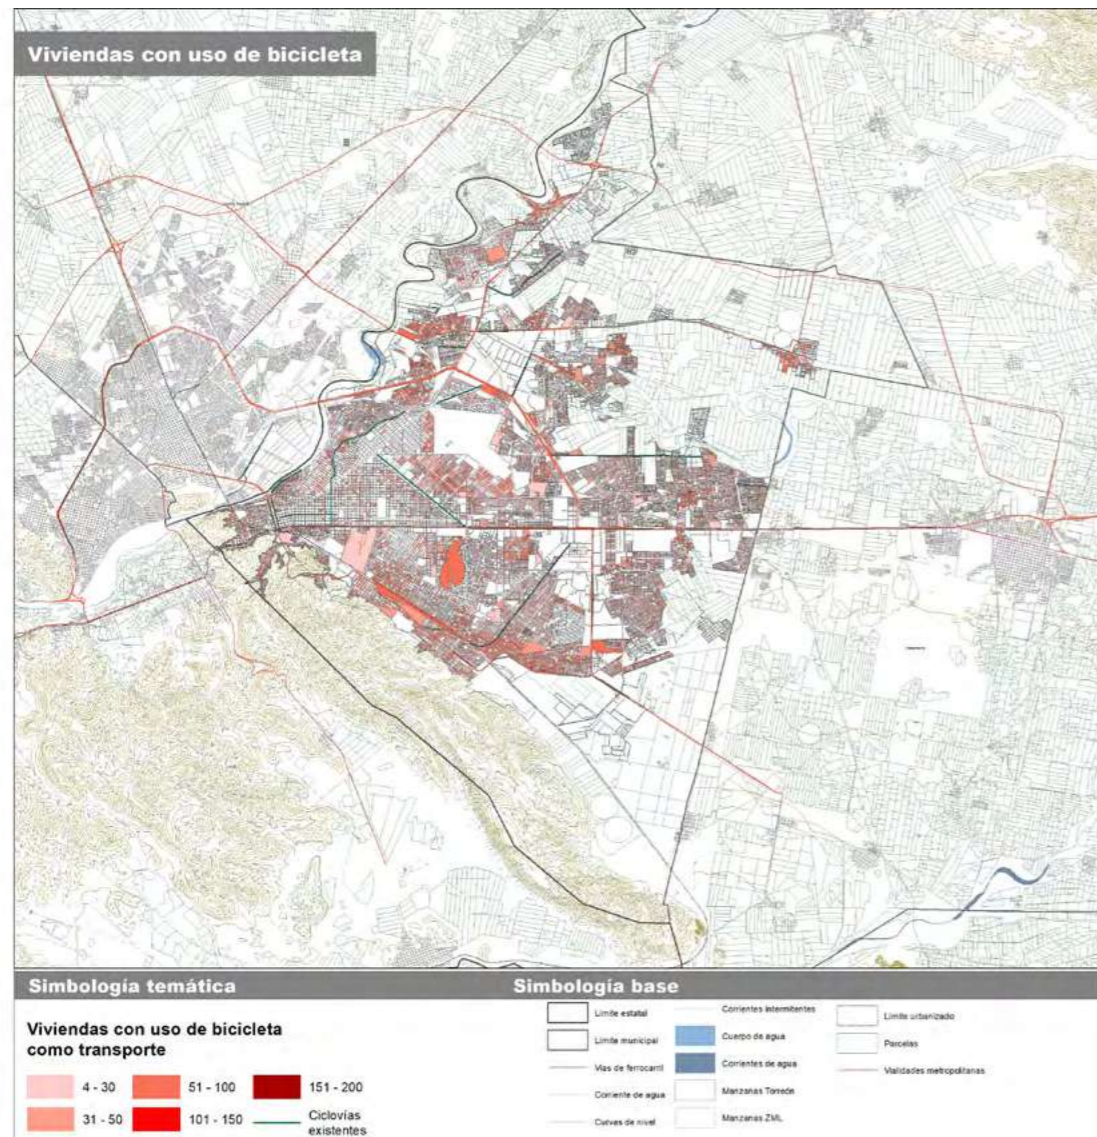 Viviendas con uso de bicicleta
Simbología temática
Viviendas con uso de bicicleta
como transporte
4 - 30
51 - 100
151 - 200
31 - 50
101 - 150
Ciclovías
existentes
Simbología base
Límite estatal
Límite municipal
Vías de ferrocarril
Corriente de agua
Curvas de nivel
Corrientes intermitentes
Cuerpo de agua
Corrientes de agua
Manzanas Torreón
Manzanas ZML
Límite urbanizado
Parcelas
Vialidades metropolitanas